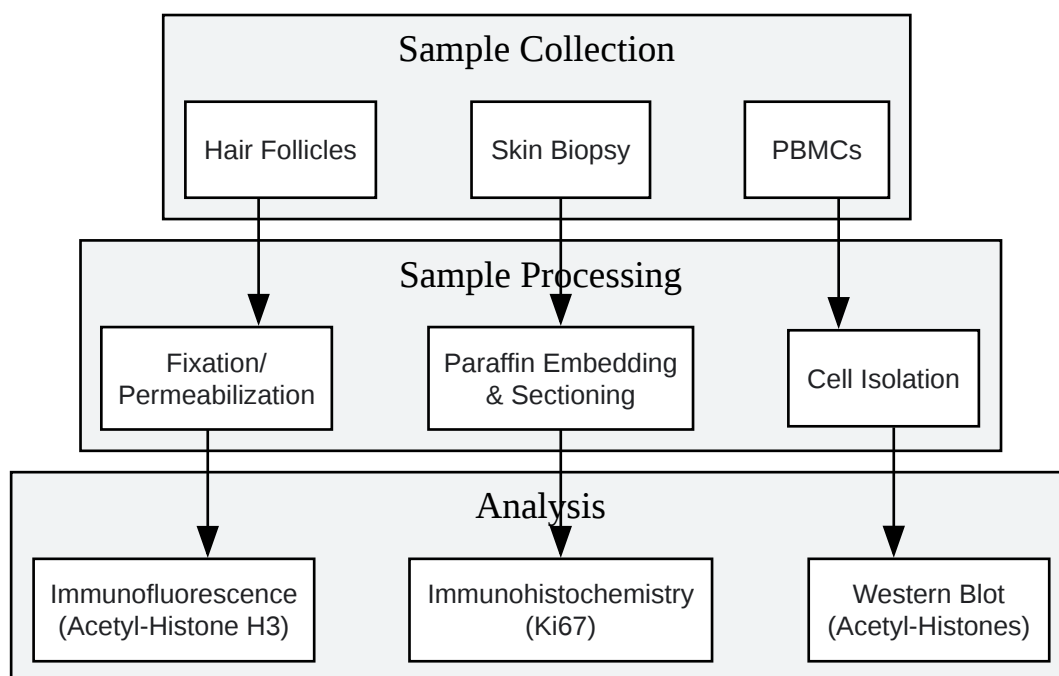 Sample Collection
Hair Follicles
Skin Biopsy
PBMCs
Sample Processing
Fixation/
Permeabilization
Paraffin Embedding
& Sectioning
Cell Isolation
Analysis
Immunofluorescence
(Acetyl-Histone H3)
Immunohistochemistry
(Ki67)
Western Blot
(Acetyl-Histones)